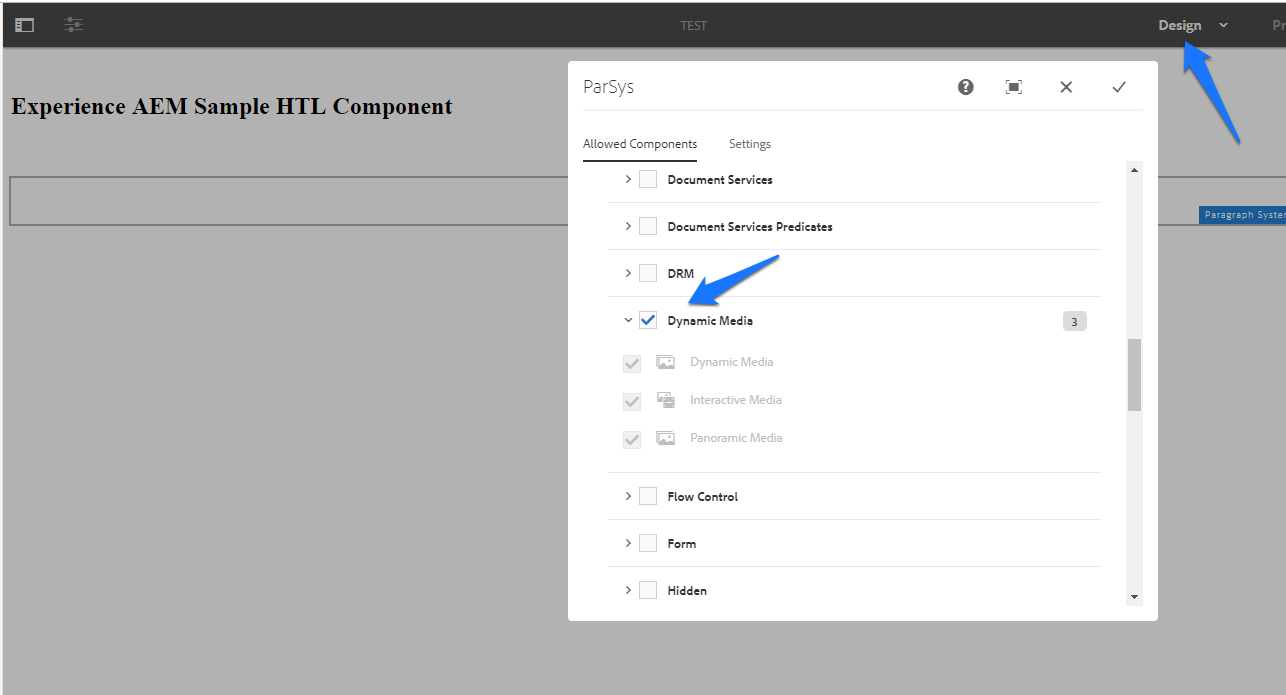 TEST
Design
Pr
ParSys
Experience AEM Sample HTL Component
Allowed Components Settings
Document Services
Document Services Predicates
Paragraph System
DRM
Dynamic Media 3
Dynamic Media
Interactive Media
Panoramic Media
Flow Control
Form
Hidden